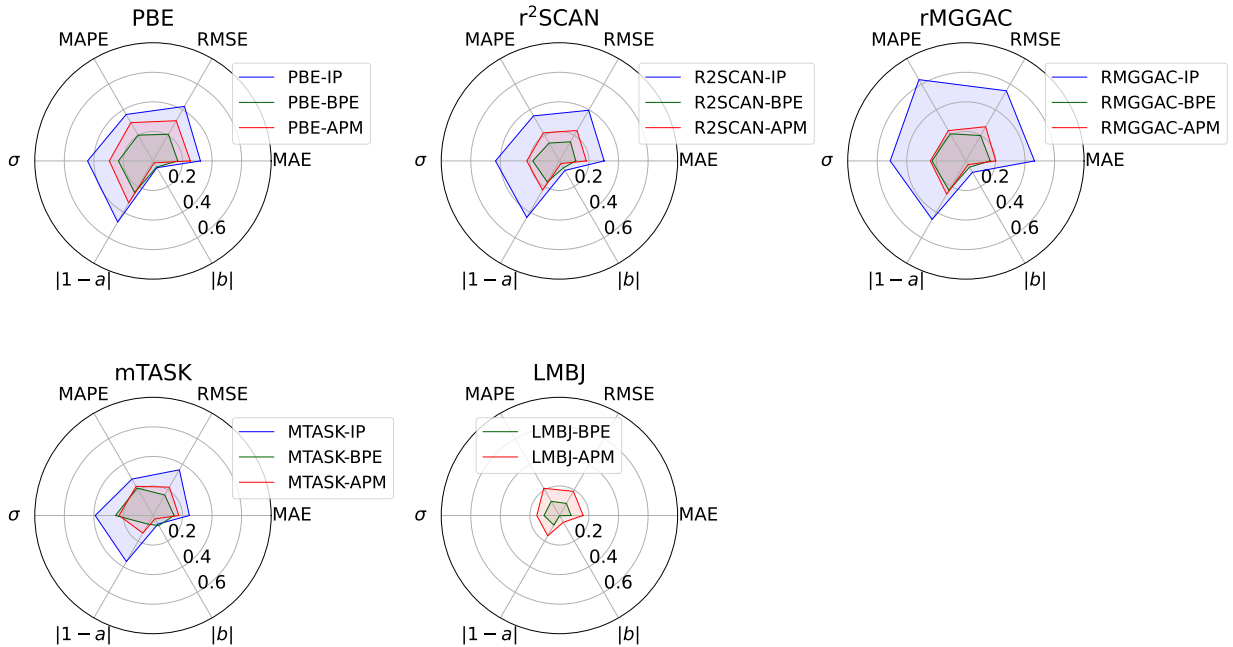 PBE
MAPE
RMSE
PBE-IP
PBE-BPE
PBE-APM
σ
MAE
0.2
0.4
0.6
|1 − a|
|b|
r²SCAN
MAPE
RMSE
R2SCAN-IP
R2SCAN-BPE
R2SCAN-APM
σ
MAE
0.2
0.4
0.6
|1 − a|
|b|
rMGGAC
MAPE
RMSE
RMGGAC-IP
RMGGAC-BPE
RMGGAC-APM
σ
MAE
0.2
0.4
0.6
|1 − a|
|b|
mTASK
MAPE
RMSE
MTASK-IP
MTASK-BPE
MTASK-APM
σ
MAE
0.2
0.4
0.6
|1 − a|
|b|
LMBJ
MAPE
RMSE
LMBJ-BPE
LMBJ-APM
σ
MAE
0.2
0.4
0.6
|1 − a|
|b|